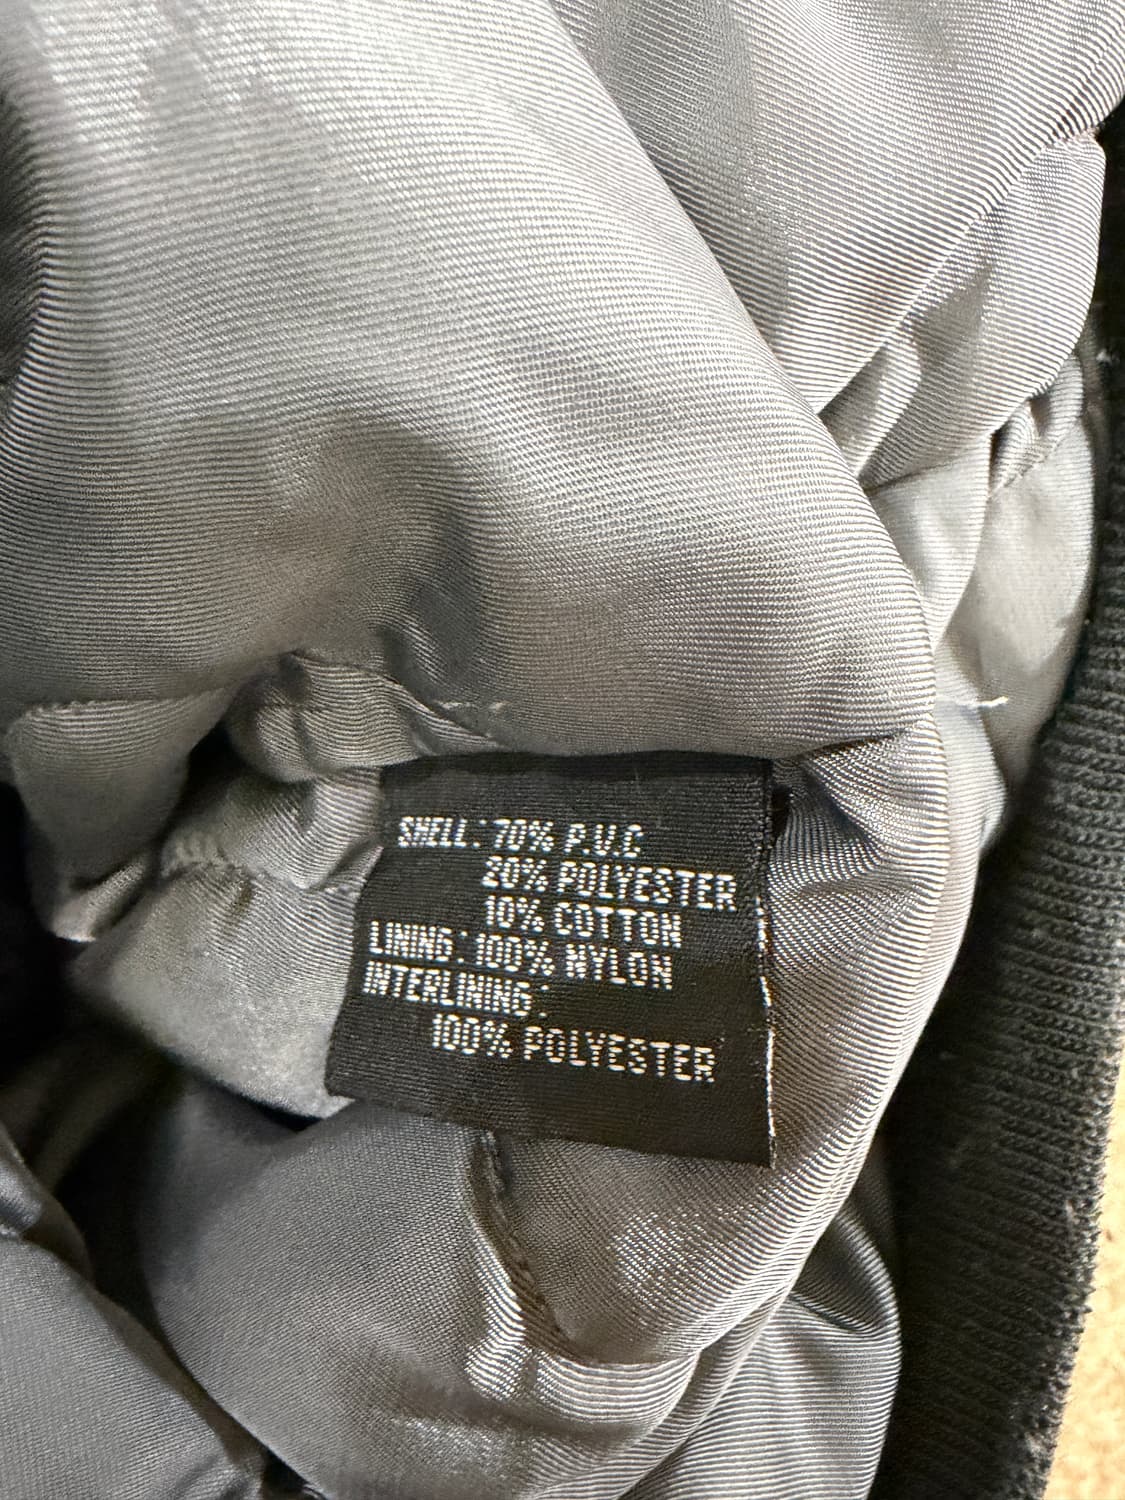 SHELL: 70% P.V.C
20% POLYESTER
10% COTTON
LINING: 100% NYLON
INTERLINING:
100% POLYESTER